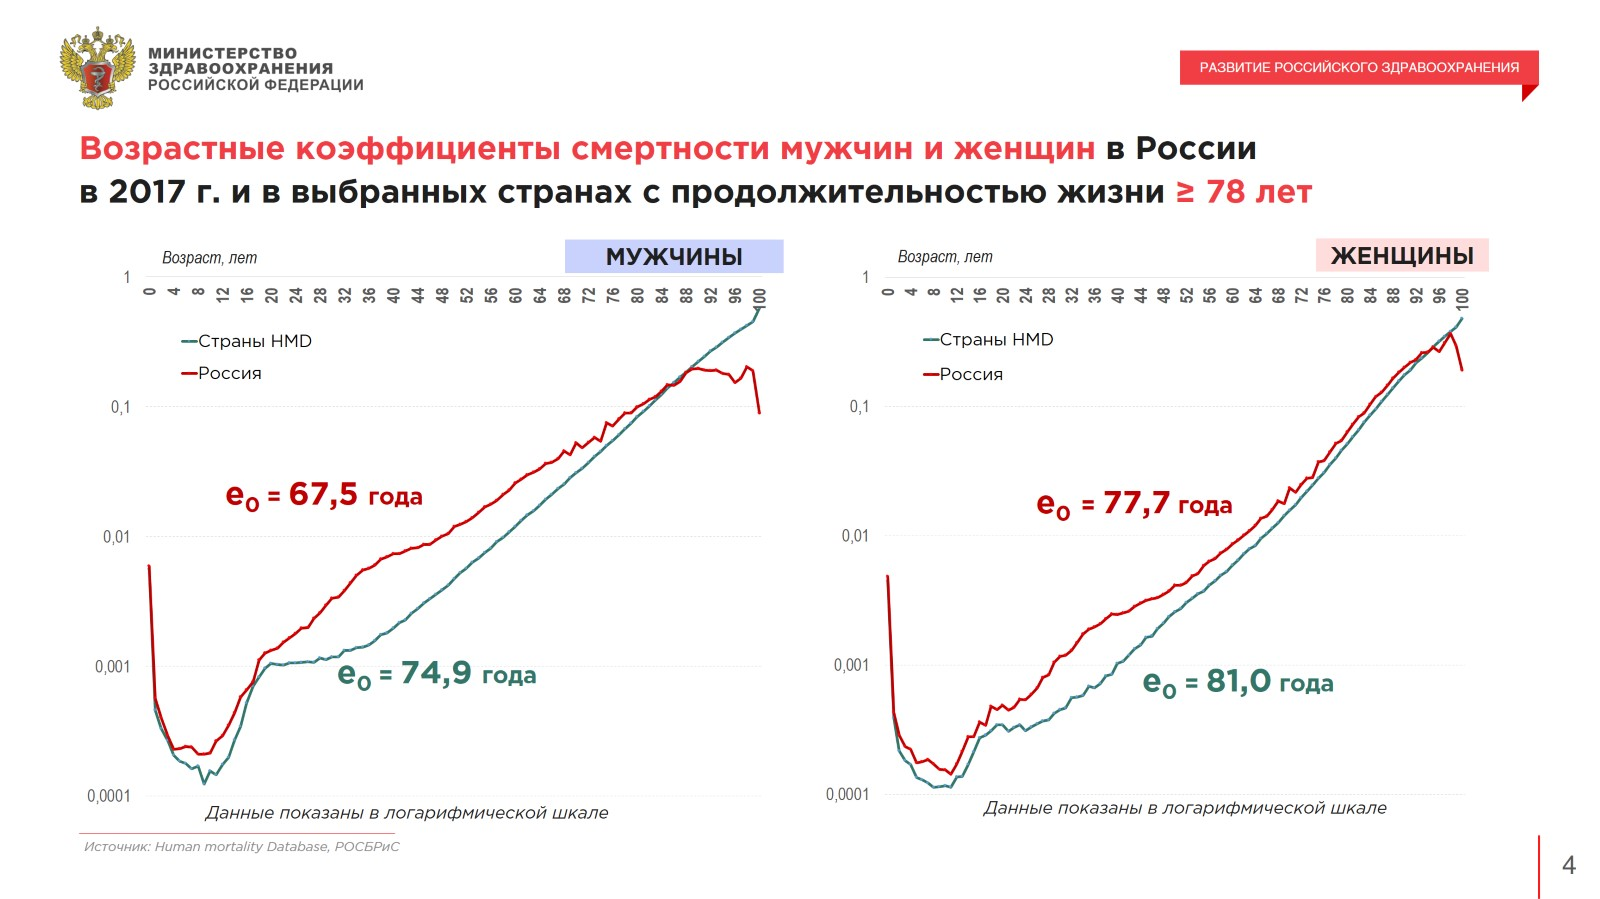 МИНИСТЕРСТВО
ЗДРАВООХРАНЕНИЯ
РОССИЙСКОЙ ФЕДЕРАЦИИ
РАЗВИТИЕ РОССИЙСКОГО ЗДРАВООХРАНЕНИЯ
Возрастные коэффициенты смертности мужчин и женщин в России
в 2017 г. и в выбранных странах с продолжительностью жизни ≥ 78 лет
Возраст, лет
МУЖЧИНЫ
1
0 4 8 12 16 20 24 28 32 36 40 44 48 52 56 60 64 68 72 76 80 84 88 92 96 100
Страны HMD
Россия
0,1
e0 = 67,5 года
0,01
0,001
e0 = 74,9 года
0,0001
Данные показаны в логарифмической шкале
Возраст, лет
ЖЕНЩИНЫ
1
0 4 8 12 16 20 24 28 32 36 40 44 48 52 56 60 64 68 72 76 80 84 88 92 96 100
Страны HMD
Россия
0,1
e0 = 77,7 года
0,01
0,001
e0 = 81,0 года
0,0001
Данные показаны в логарифмической шкале
Источник: Human mortality Database, РОСБРиС
4